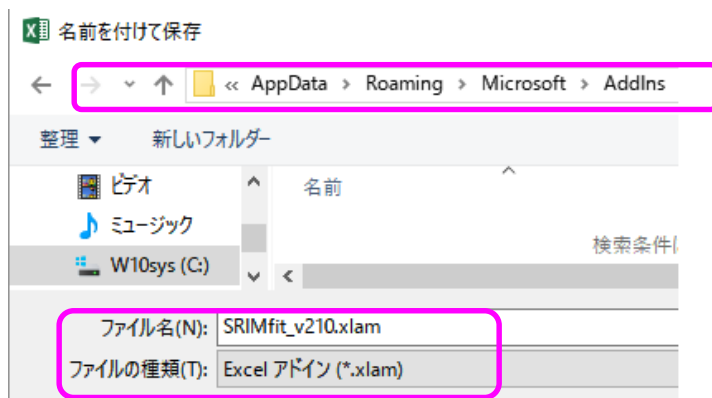 名前を付けて保存
« AppData > Roaming > Microsoft > AddIns
整理 ▼ 新しいフォルダー
ビデオ
名前
ミュージック
検索条件に
W10sys (C:)
ファイル名(N): SRIMfit_v210.xlam
ファイルの種類(T): Excel アドイン (*.xlam)